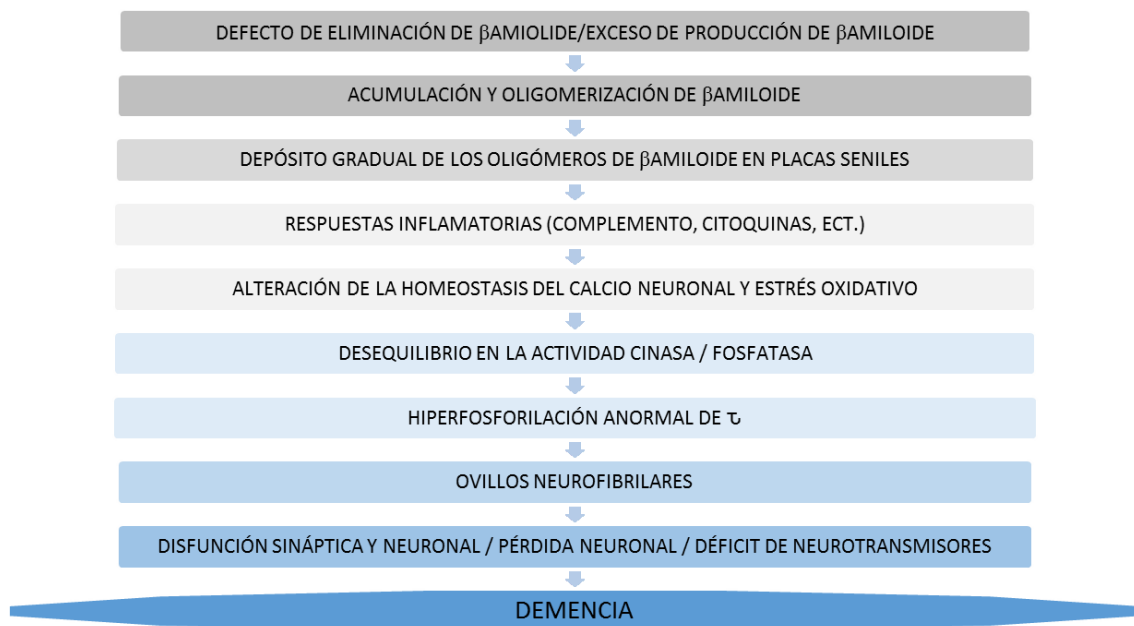 DEFECTO DE ELIMINACIÓN DE βAMIOLIDE/EXCESO DE PRODUCCIÓN DE βAMILOIDE
ACUMULACIÓN Y OLIGOMERIZACIÓN DE βAMILOIDE
DEPÓSITO GRADUAL DE LOS OLIGÓMEROS DE βAMILOIDE EN PLACAS SENILES
RESPUESTAS INFLAMATORIAS (COMPLEMENTO, CITOQUINAS, ECT.)
ALTERACIÓN DE LA HOMEOSTASIS DEL CALCIO NEURONAL Y ESTRÉS OXIDATIVO
DESEQUILIBRIO EN LA ACTIVIDAD CINASA / FOSFATASA
HIPERFOSFORILACIÓN ANORMAL DE τ
OVILLOS NEUROFIBRILARES
DISFUNCIÓN SINÁPTICA Y NEURONAL / PÉRDIDA NEURONAL / DÉFICIT DE NEUROTRANSMISORES
DEMENCIA